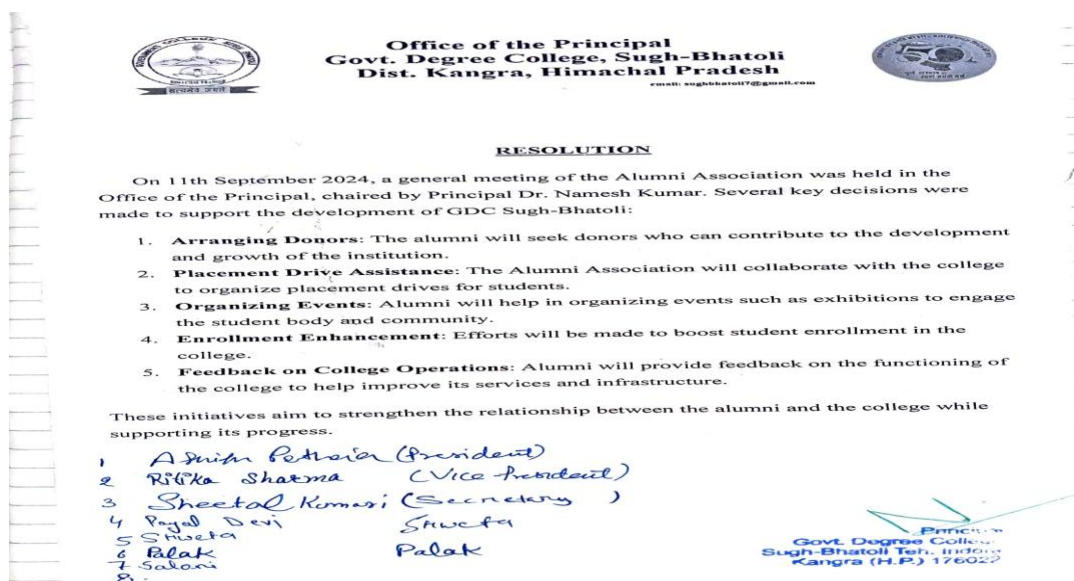 Office of the Principal
Govt. Degree College, Sugh-Bhatoli
Dist. Kangra, Himachal Pradesh
email: sughbhatoli7@gmail.com
RESOLUTION
On 11th September 2024, a general meeting of the Alumni Association was held in the
Office of the Principal, chaired by Principal Dr. Namesh Kumar. Several key decisions were
made to support the development of GDC Sugh-Bhatoli:
1. Arranging Donors: The alumni will seek donors who can contribute to the development
and growth of the institution.
2. Placement Drive Assistance: The Alumni Association will collaborate with the college
to organize placement drives for students.
3. Organizing Events: Alumni will help in organizing events such as exhibitions to engage
the student body and community.
4. Enrollment Enhancement: Efforts will be made to boost student enrollment in the
college.
5. Feedback on College Operations: Alumni will provide feedback on the functioning of
the college to help improve its services and infrastructure.
These initiatives aim to strengthen the relationship between the alumni and the college while
supporting its progress.
1 (President)
2 Ritika Sharma (Vice President)
3 Sheetal Kumari (Secretary )
4 Payal Devi
5 Shweta Shweta
6 Palak Palak
7 Saloni
8.
Govt. Degree
Sugh-Bhatoli Teh.
Kangra (H.P.) 176022